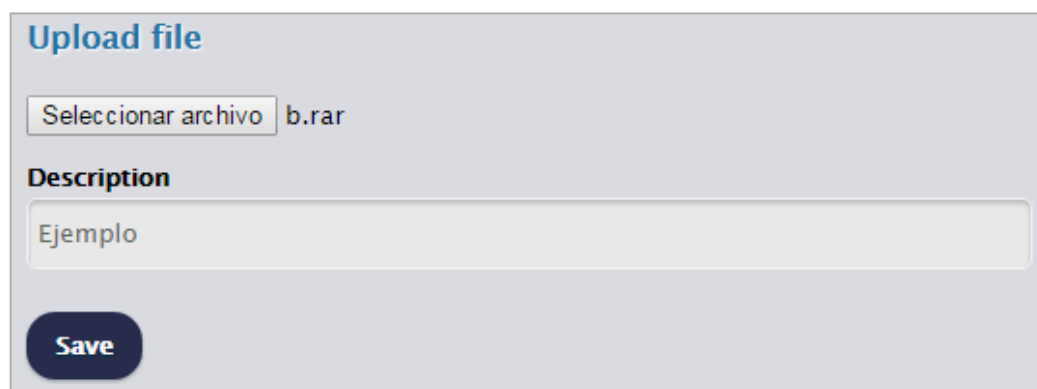 Upload file
Seleccionar archivo b.rar
Description
Ejemplo
Save